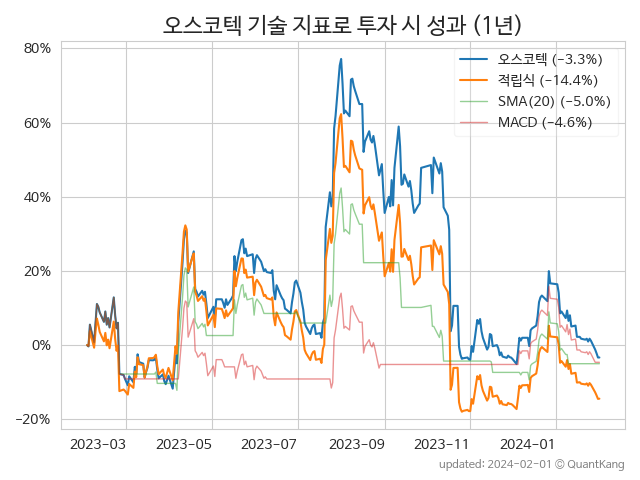 오스코텍 기술 지표로 투자 시 성과 (1년)
오스코텍 (−3.3%)
적립식 (−14.4%)
SMA(20) (−5.0%)
MACD (−4.6%)
80%
60%
40%
20%
0%
−20%
2023-03
2023-05
2023-07
2023-09
2023-11
2024-01
updated: 2024-02-01 © QuantKang